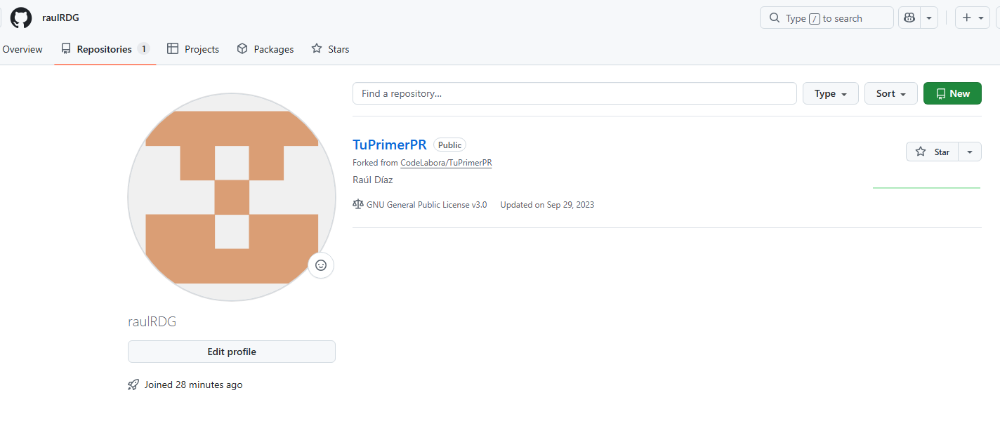 raulRDG
Type / to search
Overview Repositories 1 Projects Packages Stars
Find a repository…
Type Sort New
TuPrimerPR Public
Star
Forked from CodeLabora/TuPrimerPR
Raúl Díaz
GNU General Public License v3.0 Updated on Sep 29, 2023
raulRDG
Edit profile
Joined 28 minutes ago